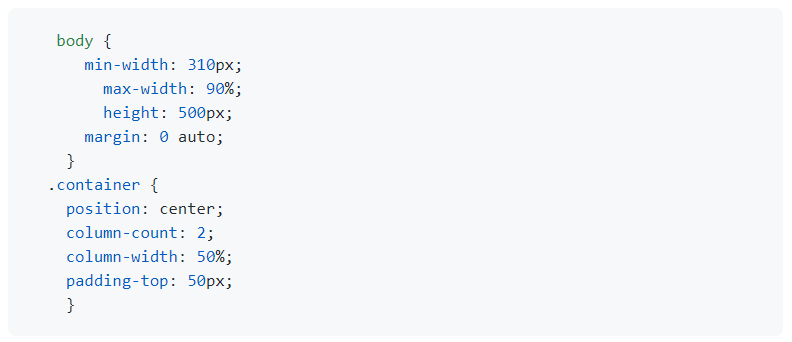 body {
min-width: 310px;
max-width: 90%;
height: 500px;
margin: 0 auto;
}
.container {
position: center;
column-count: 2;
column-width: 50%;
padding-top: 50px;
}